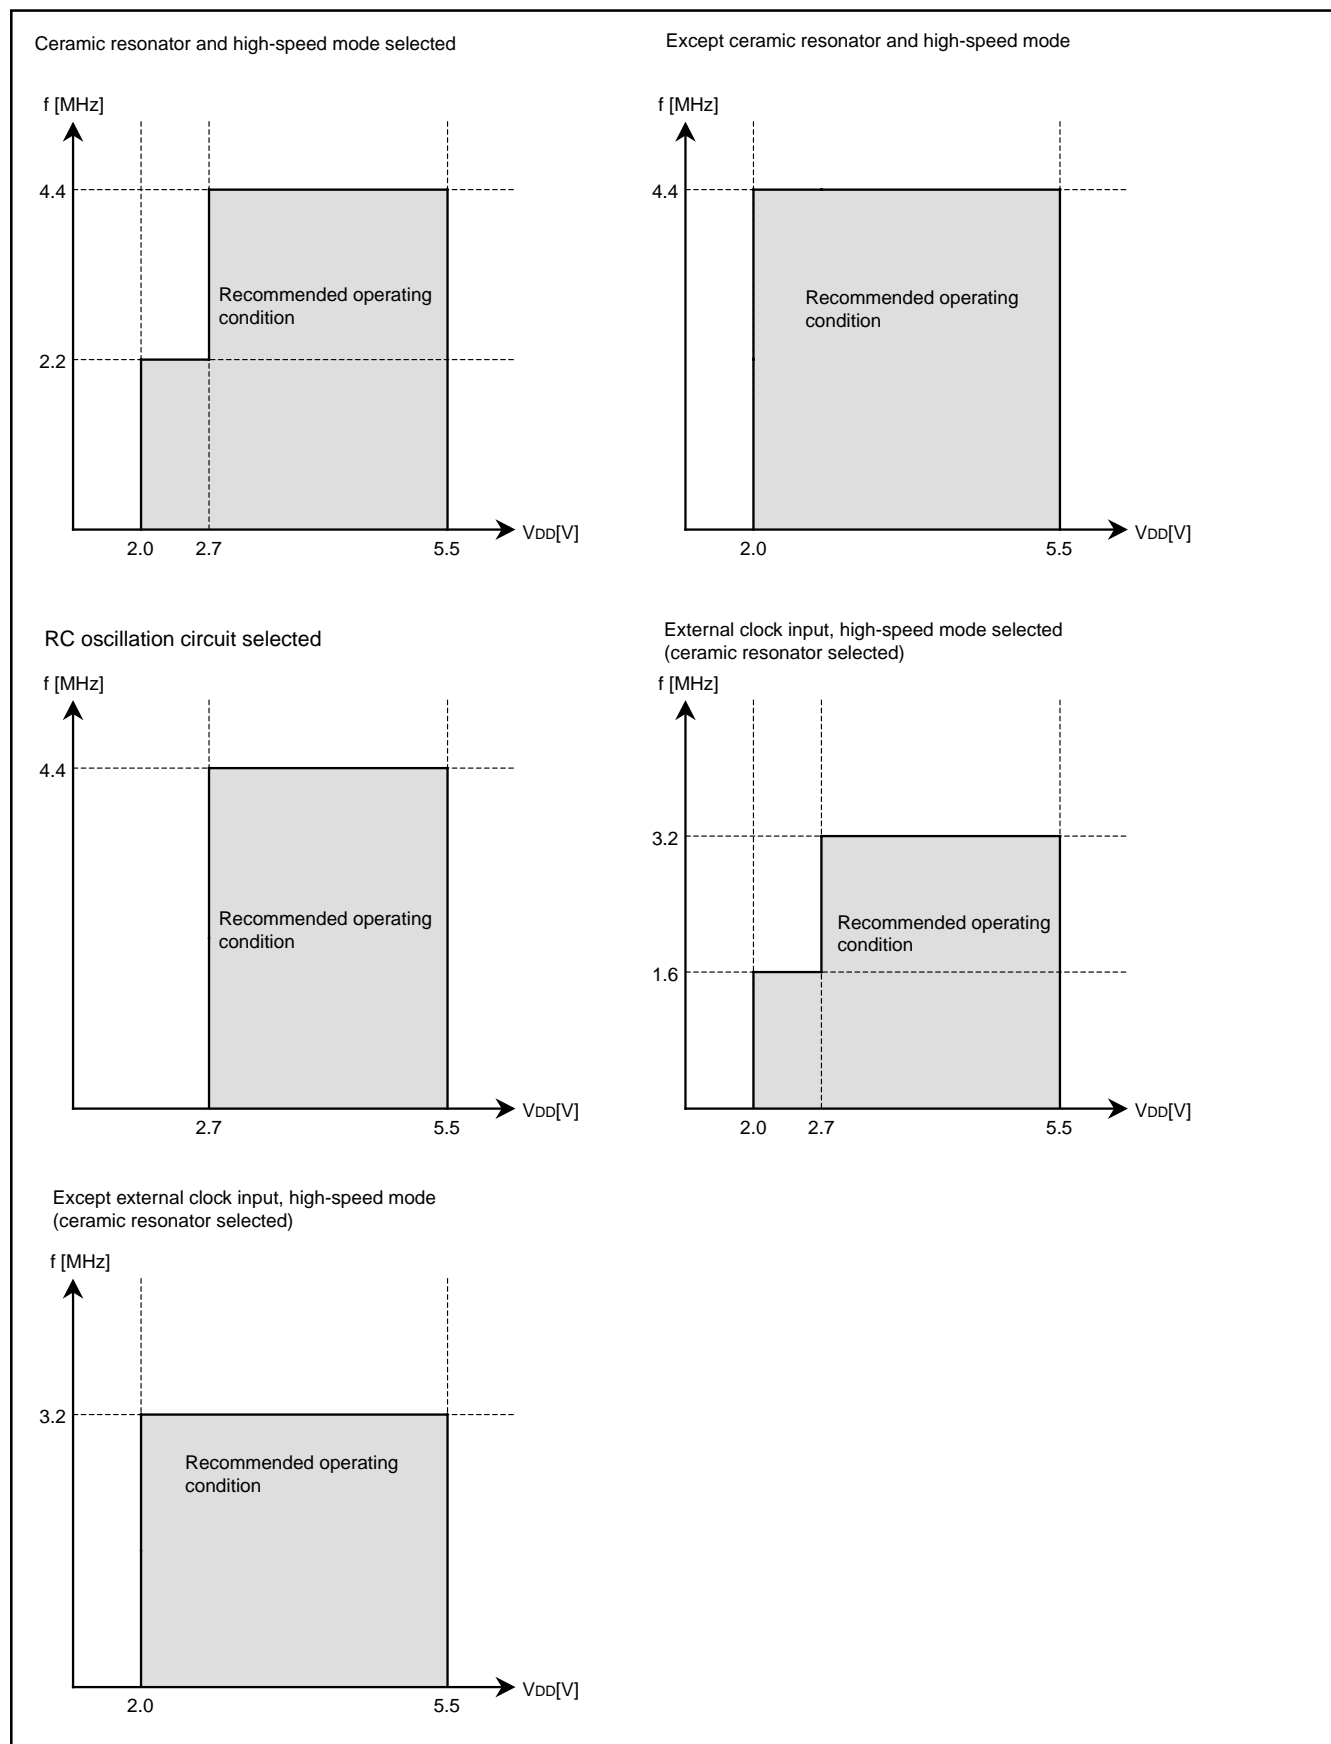 Ceramic resonator and high-speed mode selected
f [MHz]
4.4
Recommended operating
condition
2.2
VDD[V]
2.0 2.7 5.5
Except ceramic resonator and high-speed mode
f [MHz]
4.4
Recommended operating
condition
VDD[V]
2.0 5.5
RC oscillation circuit selected
f [MHz]
4.4
Recommended operating
condition
VDD[V]
2.7 5.5
External clock input, high-speed mode selected
(ceramic resonator selected)
f [MHz]
3.2
Recommended operating
condition
1.6
VDD[V]
2.0 2.7 5.5
Except external clock input, high-speed mode
(ceramic resonator selected)
f [MHz]
3.2
Recommended operating
condition
VDD[V]
2.0 5.5